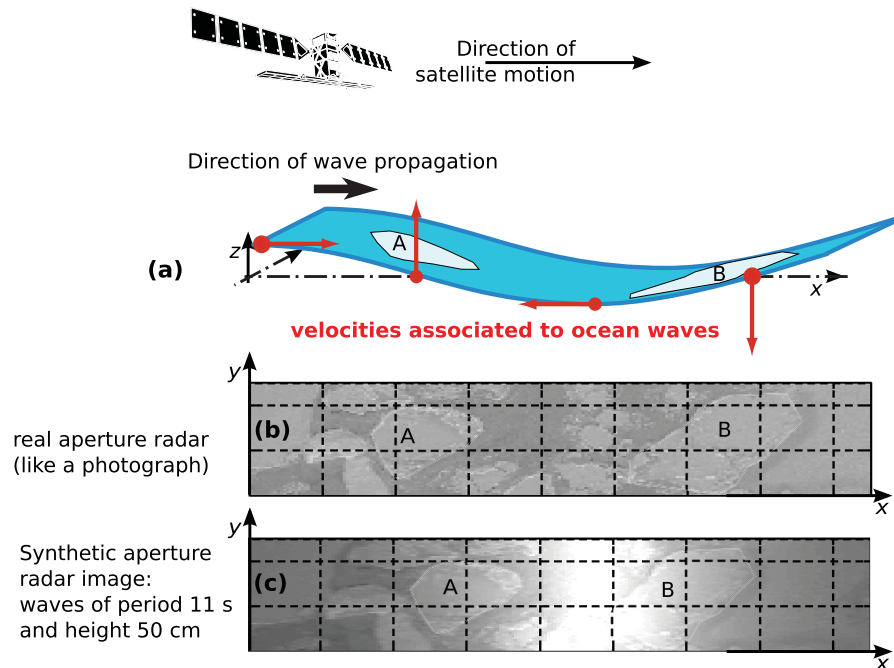 Direction of
satellite motion
Direction of wave propagation
z
A
(a)
B
x
velocities associated to ocean waves
y
real aperture radar
(like a photograph)
(b)
A
B
x
y
Synthetic aperture
radar image:
waves of period 11 s
and height 50 cm
(c)
A
B
x